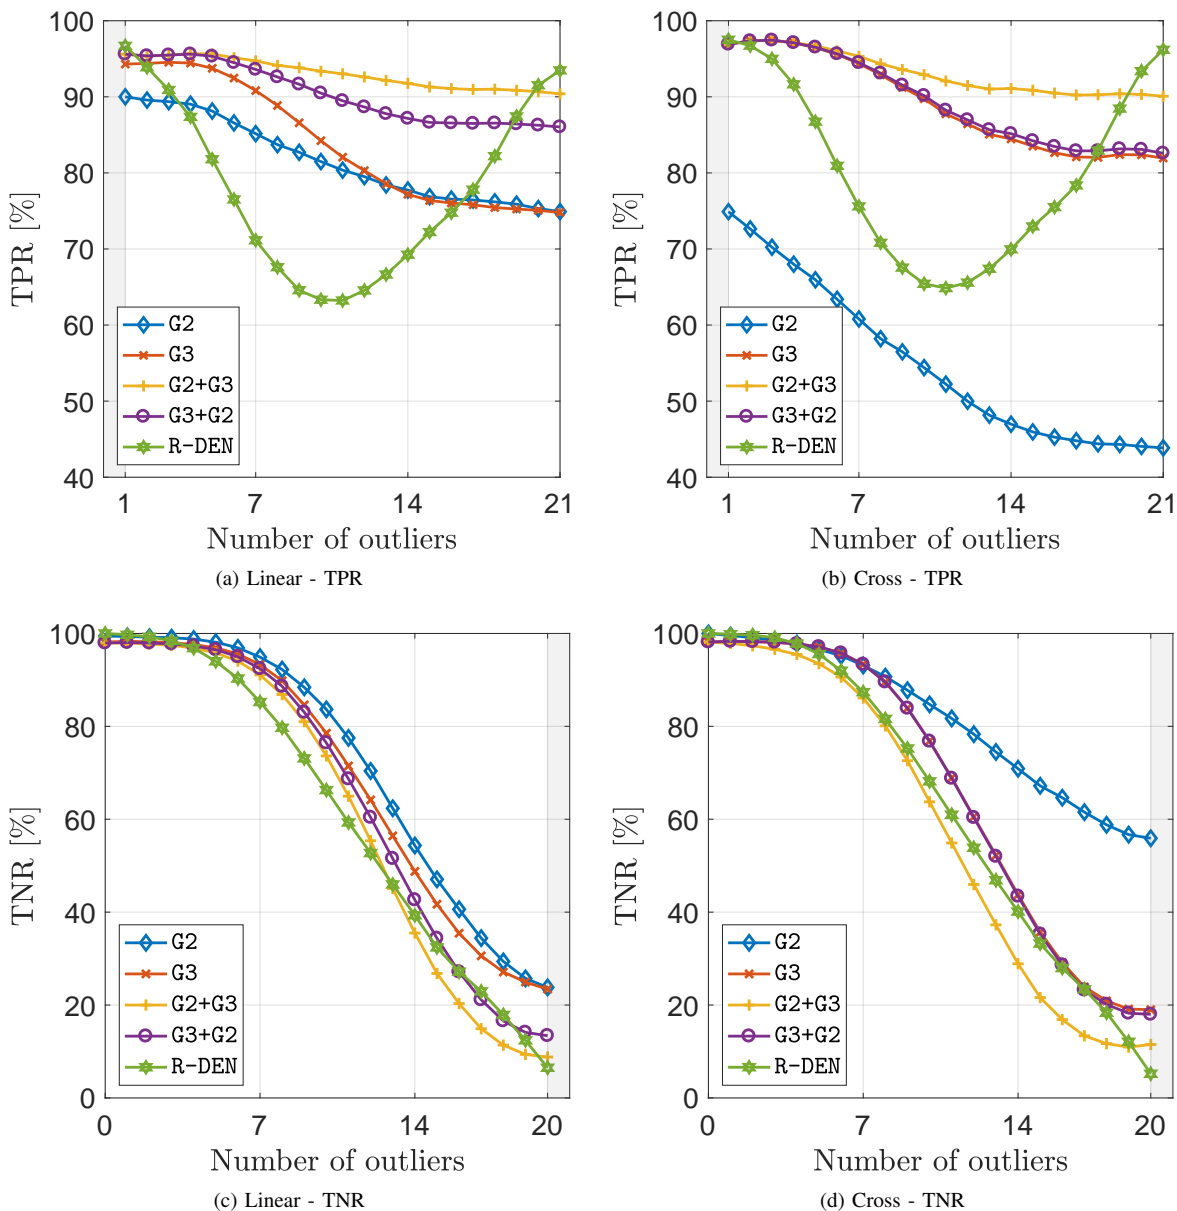 100
90
80
70
60
50
40
TPR [%]
G2
G3
G2+G3
G3+G2
R-DEN
1 7 14 21
Number of outliers
(a) Linear - TPR
100
90
80
70
60
50
40
TPR [%]
G2
G3
G2+G3
G3+G2
R-DEN
1 7 14 21
Number of outliers
(b) Cross - TPR
100
80
60
40
20
0
TNR [%]
G2
G3
G2+G3
G3+G2
R-DEN
0 7 14 20
Number of outliers
(c) Linear - TNR
100
80
60
40
20
0
TNR [%]
G2
G3
G2+G3
G3+G2
R-DEN
0 7 14 20
Number of outliers
(d) Cross - TNR